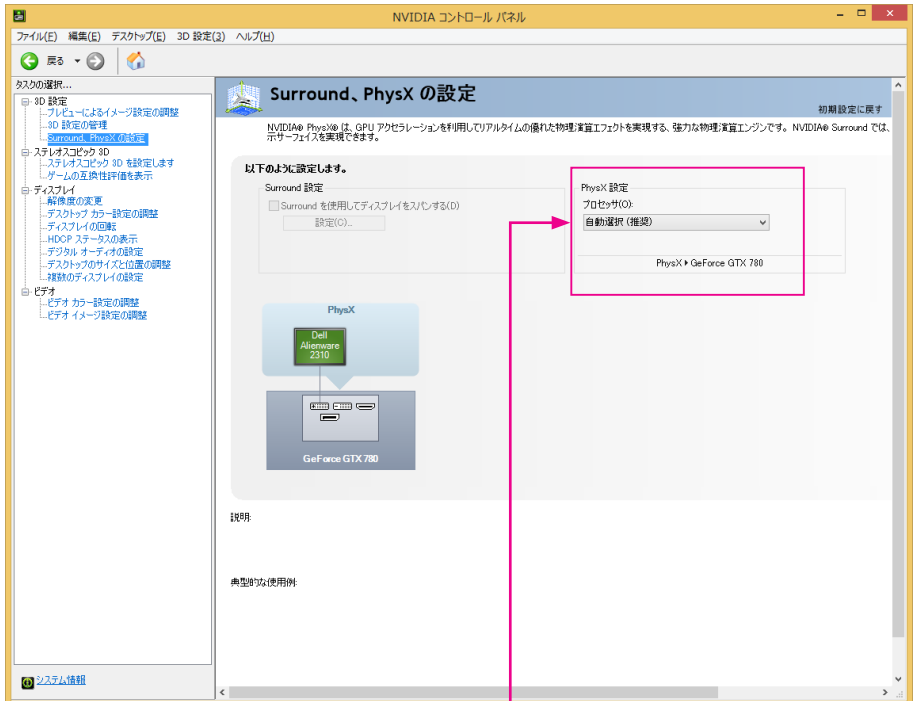 NVIDIA コントロール パネル
ファイル(F) 編集(E) デスクトップ(E) 3D 設定(3) ヘルプ(H)
戻る
タスクの選択...
3D 設定
プレビューによるイメージ設定の調整
3D 設定の管理
Surround、PhysX の設定
ステレオスコピック 3D
ステレオスコピック 3D を設定します
ゲームの互換性評価を表示
ディスプレイ
解像度の変更
デスクトップ カラー設定の調整
ディスプレイの回転
HDCP ステータスの表示
デジタル オーディオの設定
デスクトップのサイズと位置の調整
複数のディスプレイの設定
ビデオ
ビデオ カラー設定の調整
ビデオ イメージ設定の調整
システム情報
Surround、PhysX の設定
初期設定に戻す
NVIDIA® PhysX® は、GPU アクセラレーションを利用してリアルタイムの優れた物理演算エフェクトを実現する、強力な物理演算エンジンです。 NVIDIA® Surround では、
示サーフェイスを実現できます。
以下のように設定します。
Surround 設定
Surround を使用してディスプレイをスパンする(D)
設定(C)...
PhysX 設定
プロセッサ(O):
自動選択 (推奨)
PhysX ▸ GeForce GTX 780
PhysX
Dell
Alienware
2310
GeForce GTX 780
説明:
典型的な使用例: